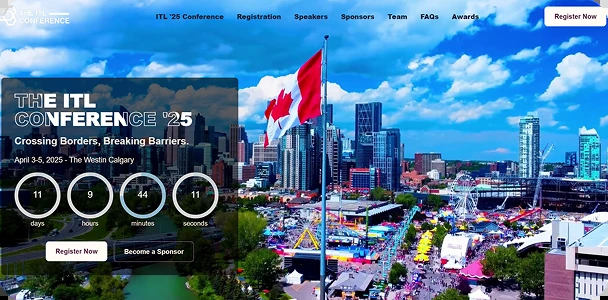 THE ITL
CONFERENCE
ITL '25 Conference
Registration
Speakers
Sponsors
Team
FAQs
Awards
Register Now
THE ITL
CONFERENCE '25
Crossing Borders, Breaking Barriers.
April 3-5, 2025 - The Westin Calgary
11
9
44
11
days
hours
minutes
seconds
Register Now
Become a Sponsor